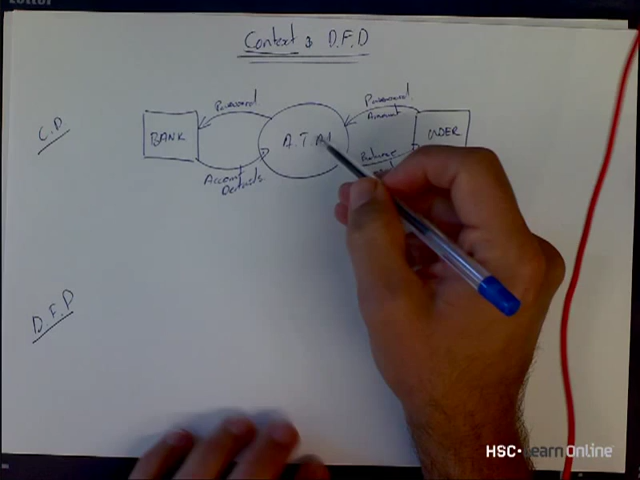 Context & D.F.D
C.D
Password
Password
Amount
BANK
A.T.M
USER
Balance
Account
Details
D.F.D
HSC Learn Online